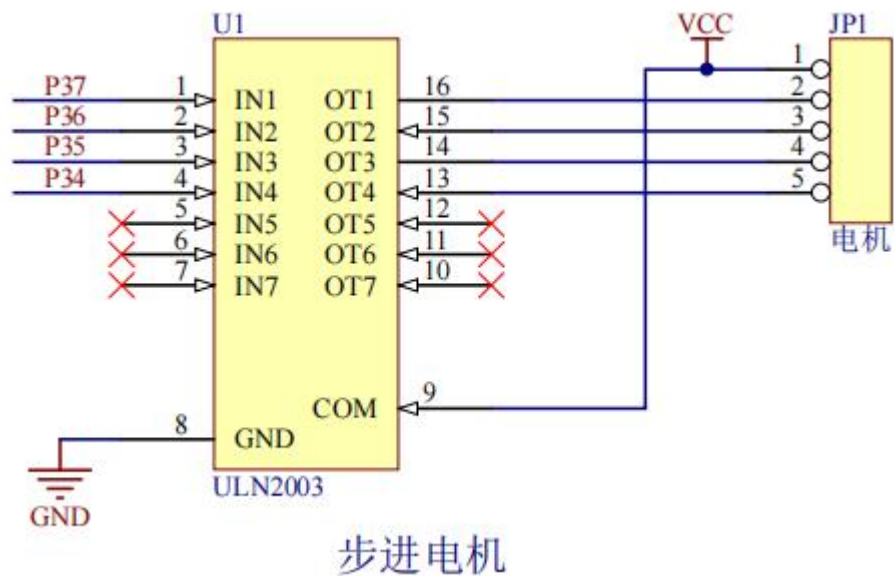 U1
VCC
JP1
P37 1 IN1 OT1 16 1
P36 2 IN2 OT2 15 2
P35 3 IN3 OT3 14 3
P34 4 IN4 OT4 13 4
5 IN5 OT5 12 5
6 IN6 OT6 11
7 IN7 OT7 10
电机
COM 9
8 GND
ULN2003
GND
步进电机